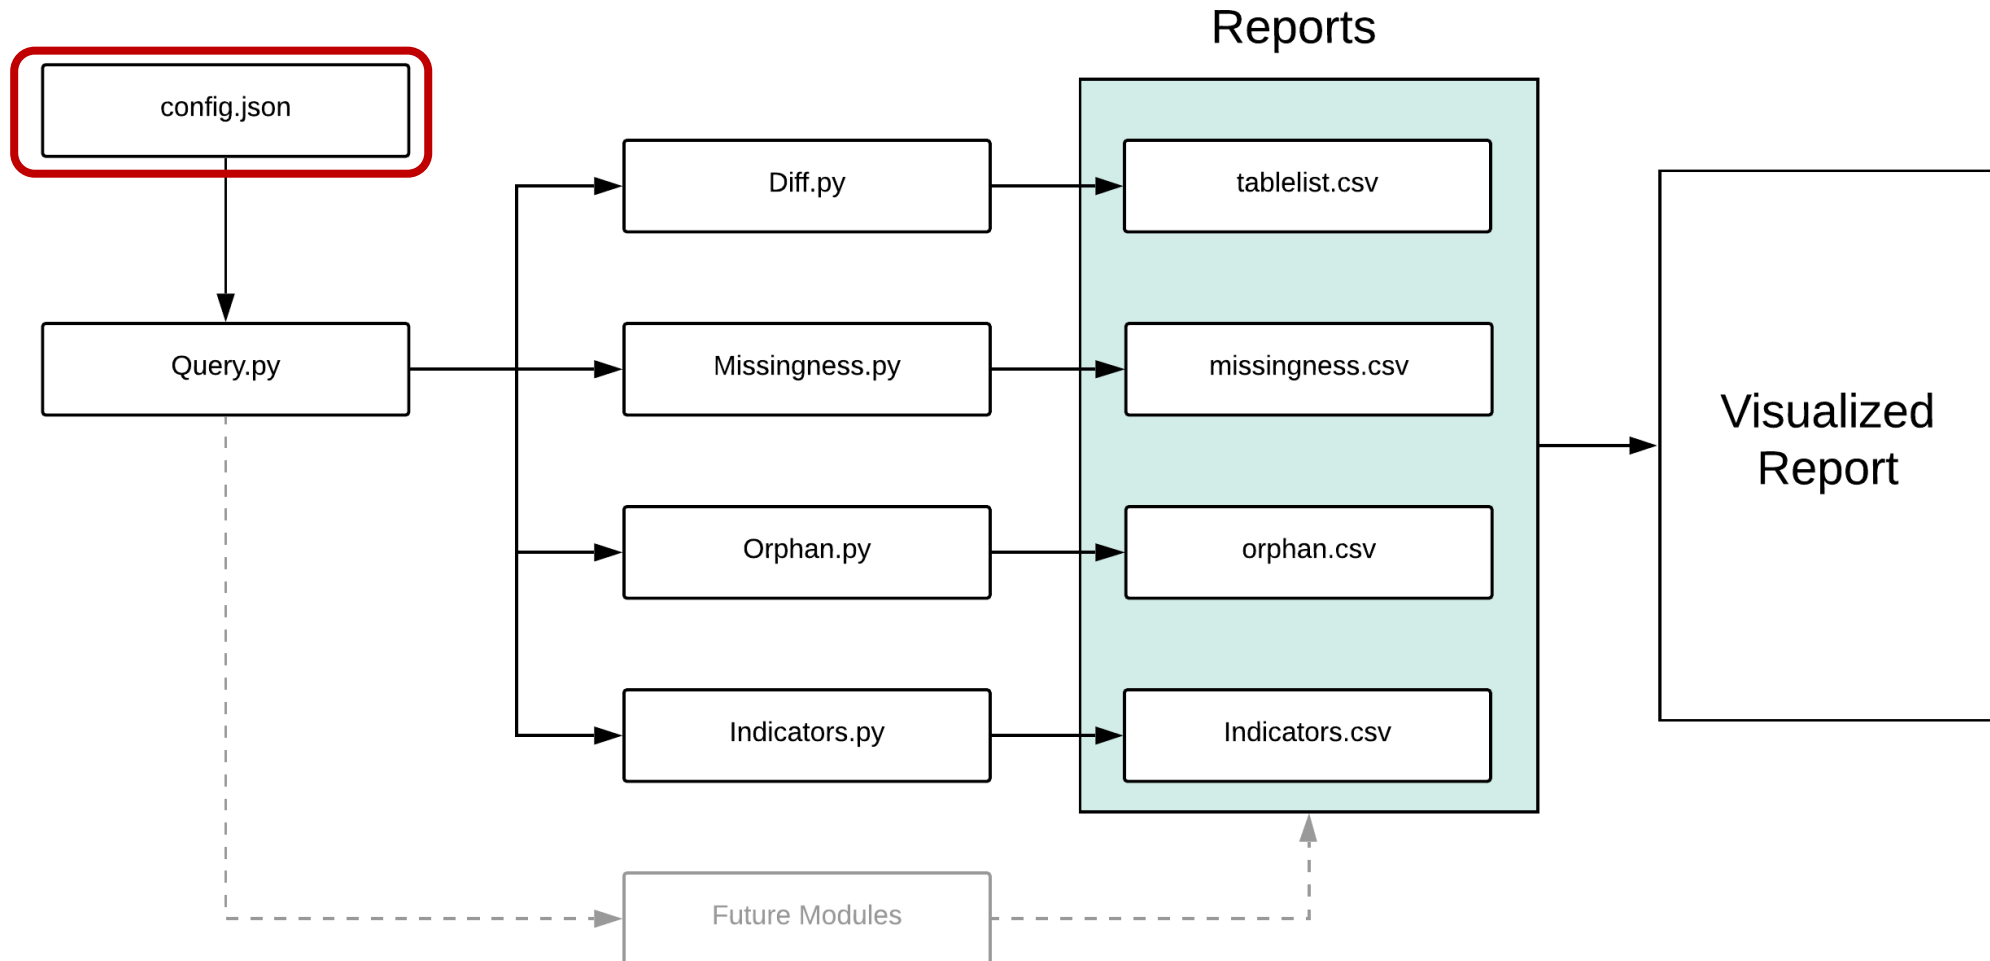 Reports
config.json
Diff.py
tablelist.csv
Query.py
Missingness.py
missingness.csv
Visualized
Report
Orphan.py
orphan.csv
Indicators.py
Indicators.csv
Future Modules